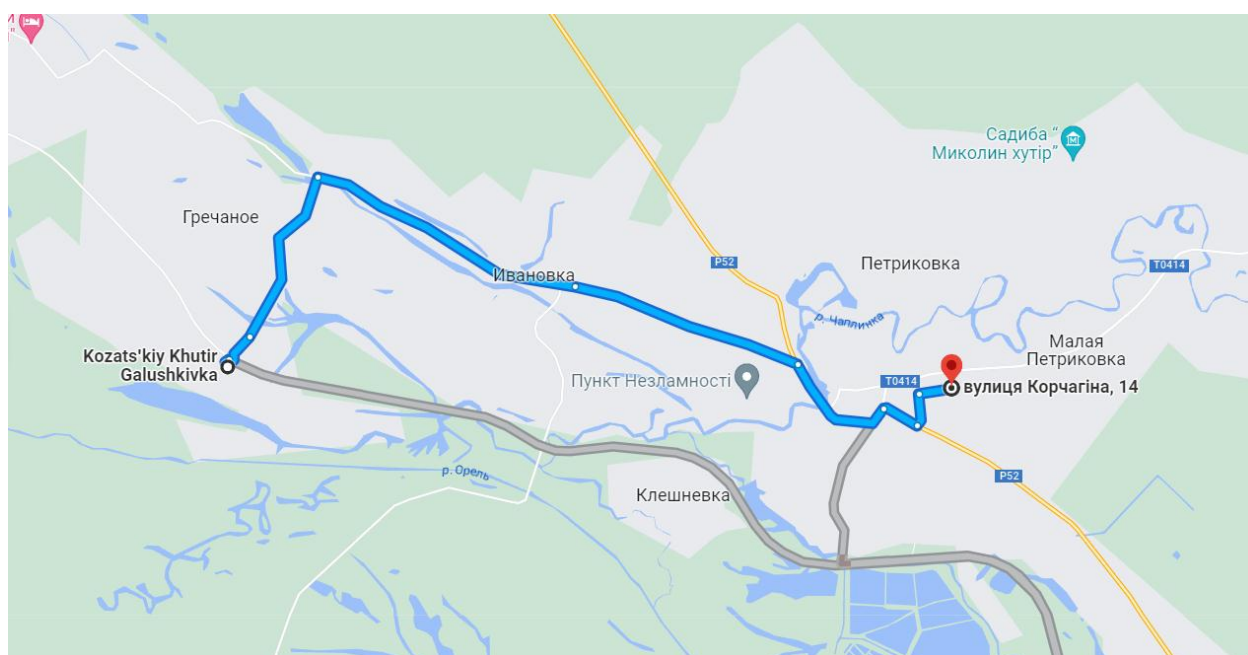 Садиба “
Миколин хутір”
Гречаное
P52
Петриковка
T0414
Ивановка
р. Чаплинка
Малая
Петриковка
Kozats'kiy Khutir
Galushkivka
Пункт Незламності
T0414
вулиця Корчагіна, 14
р. Орель
P52
Клешневка